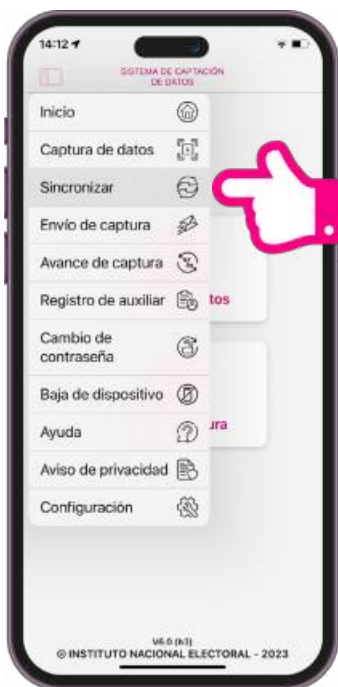 14:12
SISTEMA DE CAPTACIÓN
DE DATOS
Inicio
Captura de datos
Sincronizar
Envío de captura
Avance de captura
Registro de auxiliar
tos
Cambio de
contraseña
Baja de dispositivo
Ayuda
ura
Aviso de privacidad
Configuración
V6.0 (h3)
© INSTITUTO NACIONAL ELECTORAL - 2023